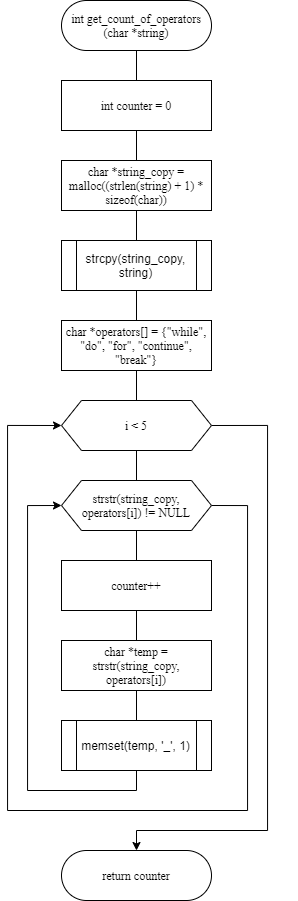 int get_count_of_operators
(char *string)
int counter = 0
char *string_copy =
malloc((strlen(string) + 1) *
sizeof(char))
strcpy(string_copy,
string)
char *operators[] = {"while",
"do", "for", "continue",
"break"}
i < 5
strstr(string_copy,
operators[i]) != NULL
counter++
char *temp =
strstr(string_copy,
operators[i])
memset(temp, '_', 1)
return counter